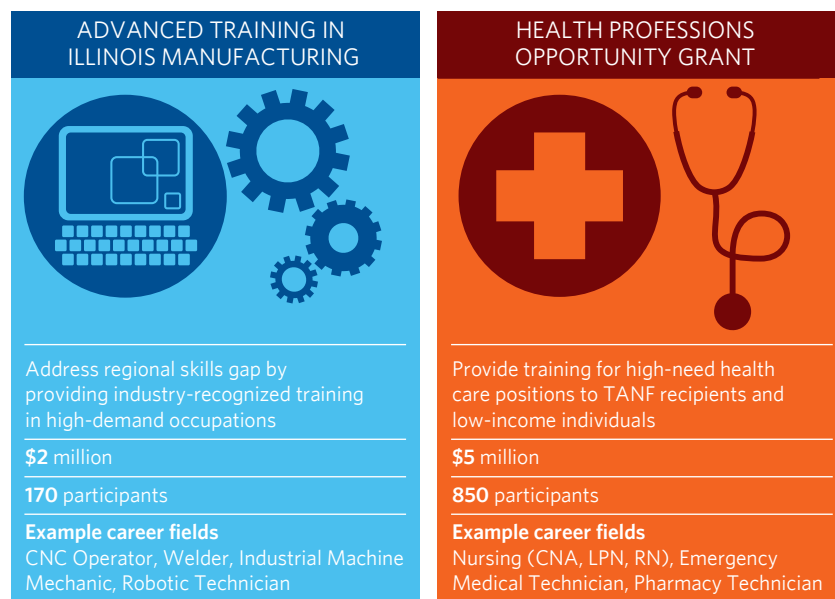 ADVANCED TRAINING IN
ILLINOIS MANUFACTURING
Address regional skills gap by
providing industry-recognized training
in high-demand occupations
$2 million
170 participants
Example career fields
CNC Operator, Welder, Industrial Machine
Mechanic, Robotic Technician
HEALTH PROFESSIONS
OPPORTUNITY GRANT
Provide training for high-need health
care positions to TANF recipients and
low-income individuals
$5 million
850 participants
Example career fields
Nursing (CNA, LPN, RN), Emergency
Medical Technician, Pharmacy Technician